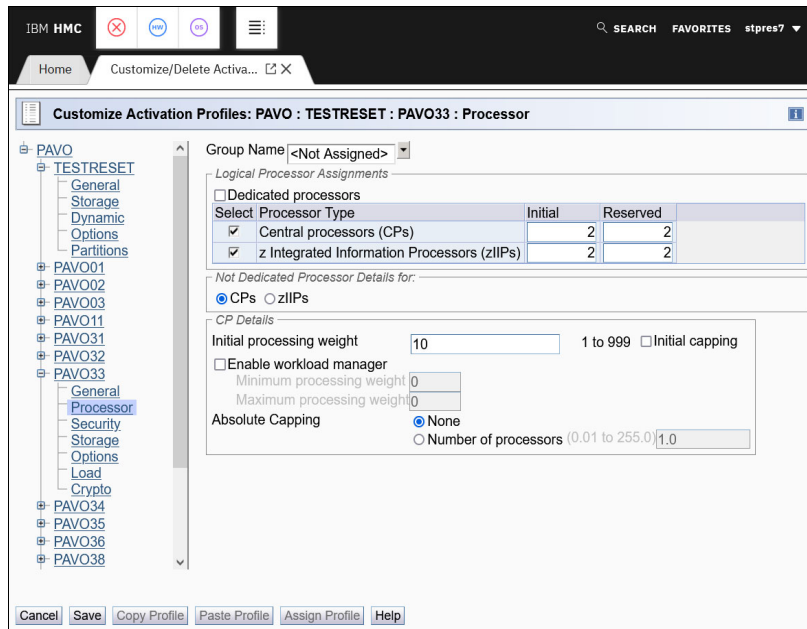 IBM HMC HW OS SEARCH FAVORITES stpres7
Home Customize/Delete Activa...
Customize Activation Profiles: PAVO : TESTRESET : PAVO33 : Processor i
PAVO
TESTRESET
General
Storage
Dynamic
Options
Partitions
PAVO01
PAVO02
PAVO03
PAVO11
PAVO31
PAVO32
PAVO33
General
Processor
Security
Storage
Options
Load
Crypto
PAVO34
PAVO35
PAVO36
PAVO38
Group Name <Not Assigned>
Logical Processor Assignments
Dedicated processors
Select Processor Type Initial Reserved
Central processors (CPs) 2 2
z Integrated Information Processors (zIIPs) 2 2
Not Dedicated Processor Details for:
CPs zIIPs
CP Details
Initial processing weight 10 1 to 999 Initial capping
Enable workload manager
Minimum processing weight 0
Maximum processing weight 0
Absolute Capping None
Number of processors (0.01 to 255.0) 1.0
Cancel Save Copy Profile Paste Profile Assign Profile Help